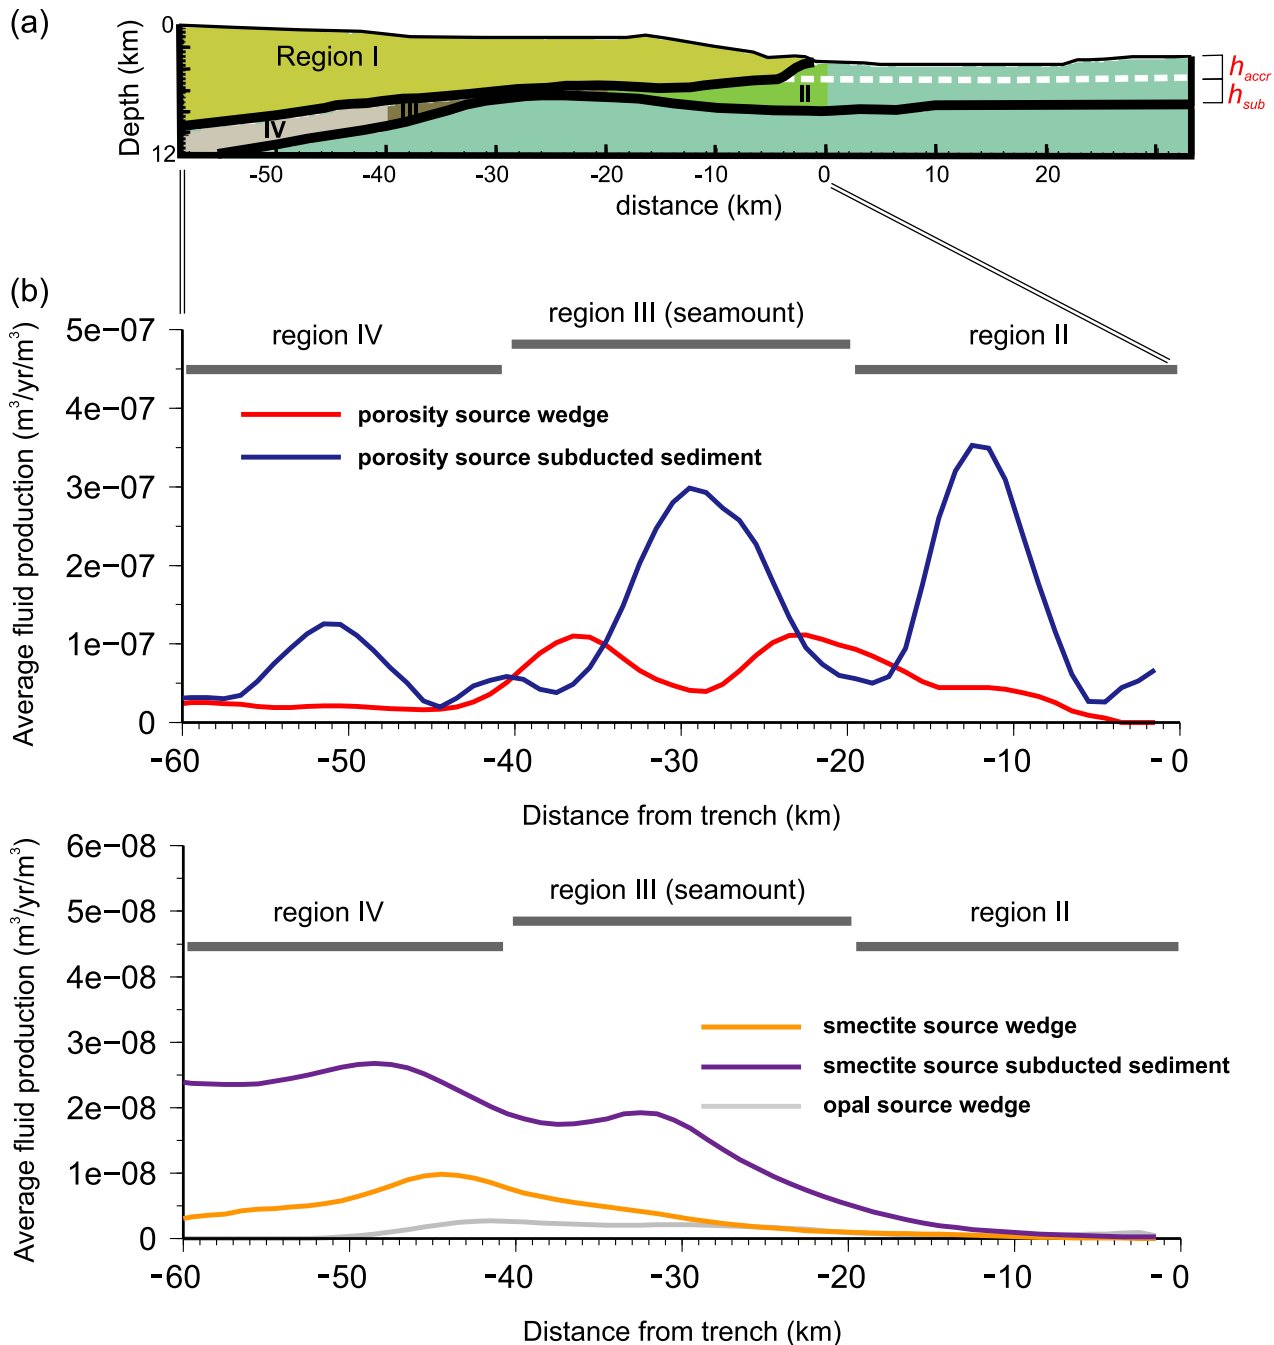 (a)
0
Depth (km)
12
Region I
II
III
IV
h_accr
h_sub
-50 -40 -30 -20 -10 0 10 20
distance (km)
(b)
Average fluid production (m³/yr/m³)
5e-07
4e-07
3e-07
2e-07
1e-07
0
region IV
region III (seamount)
region II
porosity source wedge
porosity source subducted sediment
-60 -50 -40 -30 -20 -10 - 0
Distance from trench (km)
Average fluid production (m³/yr/m³)
6e-08
5e-08
4e-08
3e-08
2e-08
1e-08
0
region IV
region III (seamount)
region II
smectite source wedge
smectite source subducted sediment
opal source wedge
-60 -50 -40 -30 -20 -10 - 0
Distance from trench (km)